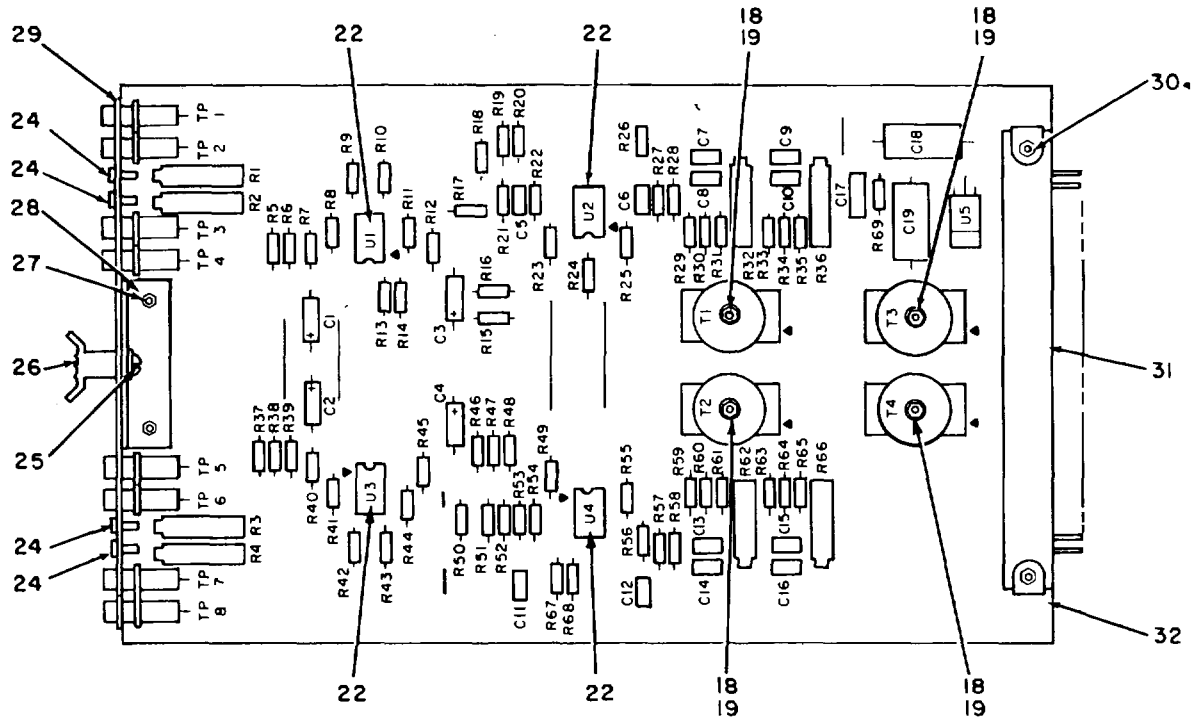 18
19
18
19
22
22
29
30
24
24
28
27
26
25
24
24
31
32
22
22
18
19
18
19
TP 1
TP 2
R1
R2
TP 3
TP 4
R5
R6
R7
R8
R9
R10
U1
R11
R12
R13
R14
C1
C2
C3
R15
R16
R17
R18
R19
R20
R21
C5
R22
R23
U2
R24
R25
R26
C6
R27
R28
C7
C8
R29
R30
R31
R32
C9
C10
R33
R34
R35
R36
C17
R69
C18
C19
U5
T1
T3
T2
T4
TP 5
TP 6
R3
R4
TP 7
TP 8
R37
R38
R39
R40
R41
R42
U3
R43
R44
R45
C4
R46
R47
R48
R49
R50
R51
R52
R53
R54
U4
C11
R67
R68
R55
R56
C12
R57
R58
R59
R60
R61
R62
C13
C14
R63
R64
R65
R66
C15
C16